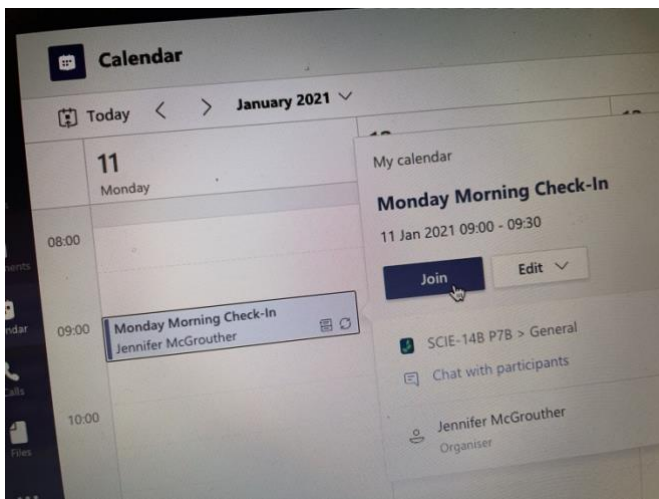 Calendar
Today < > January 2021
11
Monday
08:00
09:00
Monday Morning Check-In
Jennifer McGrouther
10:00
Calls
Files
My calendar
Monday Morning Check-In
11 Jan 2021 09:00 - 09:30
Join
Edit
SCIE-14B P7B > General
Chat with participants
Jennifer McGrouther
Organiser